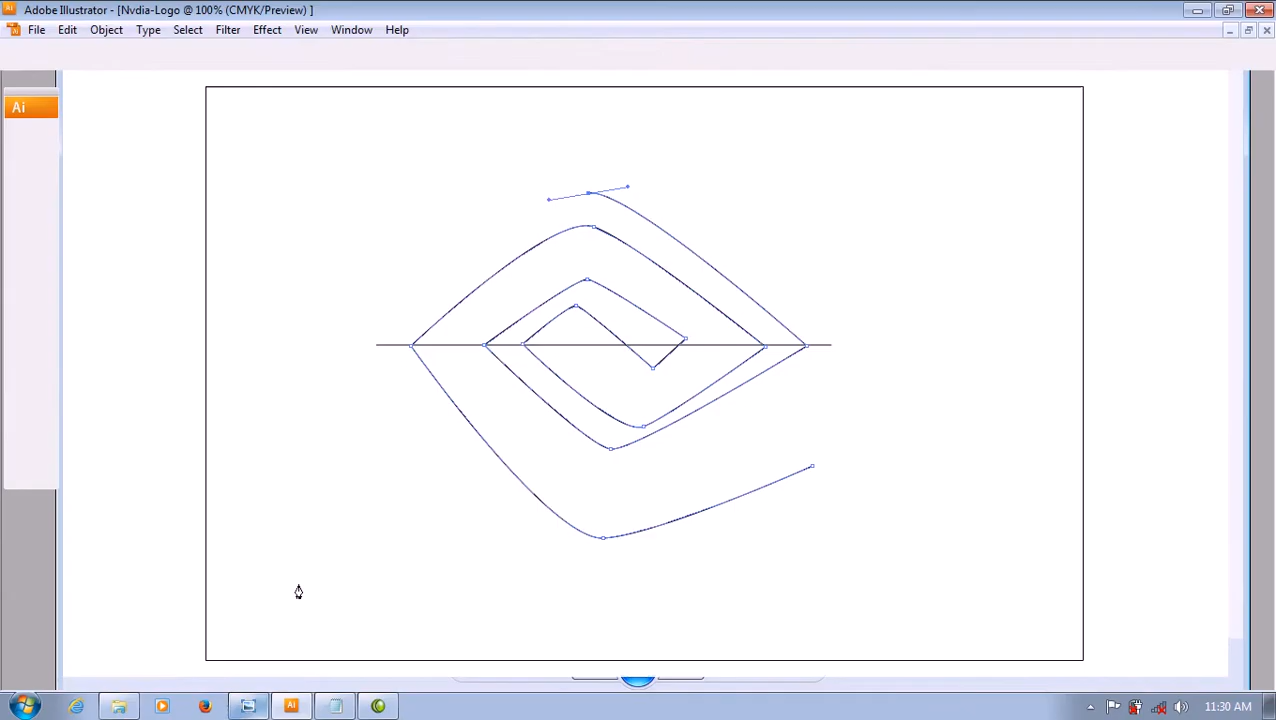 Adobe Illustrator - [Nvdia-Logo @ 100% (CMYK/Preview) ]
File Edit Object Type Select Filter Effect View Window Help
Ai
Ai
11:30 AM